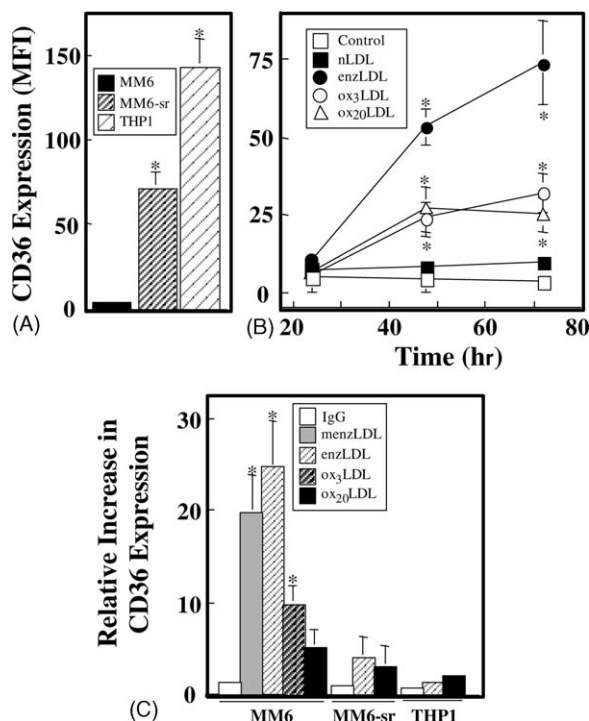 CD36 Expression (MFI)
150
100
50
0
*
*
MM6
MM6-sr
THP1
(A)
75
50
25
0
Control
nLDL
enzLDL
ox₃LDL
ox₂₀LDL
*
*
*
*
*
*
20
40
60
80
Time (hr)
(B)
Relative Increase in
CD36 Expression
30
20
10
0
IgG
menzLDL
enzLDL
ox₃LDL
ox₂₀LDL
*
*
*
MM6
MM6-sr
THP1
(C)